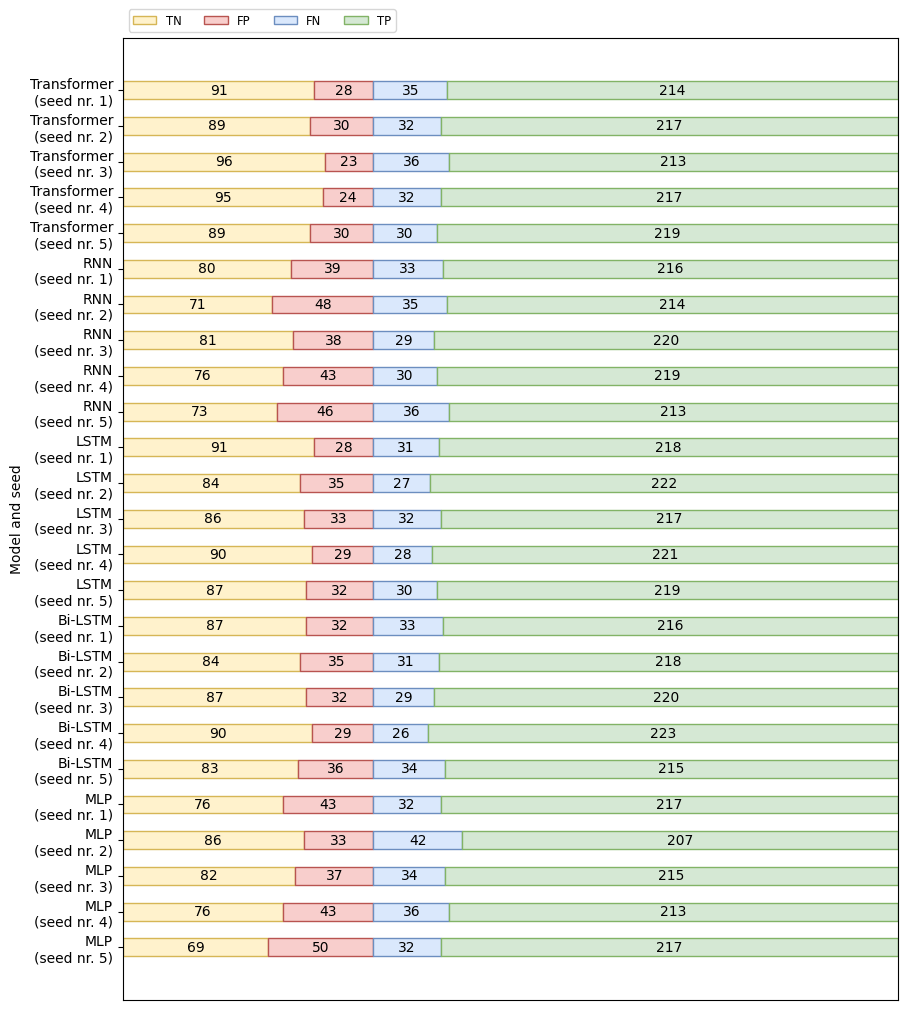 TN FP FN TP
Transformer
(seed nr. 1)
91 28 35 214
Transformer
(seed nr. 2)
89 30 32 217
Transformer
(seed nr. 3)
96 23 36 213
Transformer
(seed nr. 4)
95 24 32 217
Transformer
(seed nr. 5)
89 30 30 219
RNN
(seed nr. 1)
80 39 33 216
RNN
(seed nr. 2)
71 48 35 214
RNN
(seed nr. 3)
81 38 29 220
RNN
(seed nr. 4)
76 43 30 219
RNN
(seed nr. 5)
73 46 36 213
LSTM
(seed nr. 1)
91 28 31 218
LSTM
(seed nr. 2)
84 35 27 222
LSTM
(seed nr. 3)
86 33 32 217
LSTM
(seed nr. 4)
90 29 28 221
LSTM
(seed nr. 5)
87 32 30 219
Bi-LSTM
(seed nr. 1)
87 32 33 216
Bi-LSTM
(seed nr. 2)
84 35 31 218
Bi-LSTM
(seed nr. 3)
87 32 29 220
Bi-LSTM
(seed nr. 4)
90 29 26 223
Bi-LSTM
(seed nr. 5)
83 36 34 215
MLP
(seed nr. 1)
76 43 32 217
MLP
(seed nr. 2)
86 33 42 207
MLP
(seed nr. 3)
82 37 34 215
MLP
(seed nr. 4)
76 43 36 213
MLP
(seed nr. 5)
69 50 32 217
Model and seed